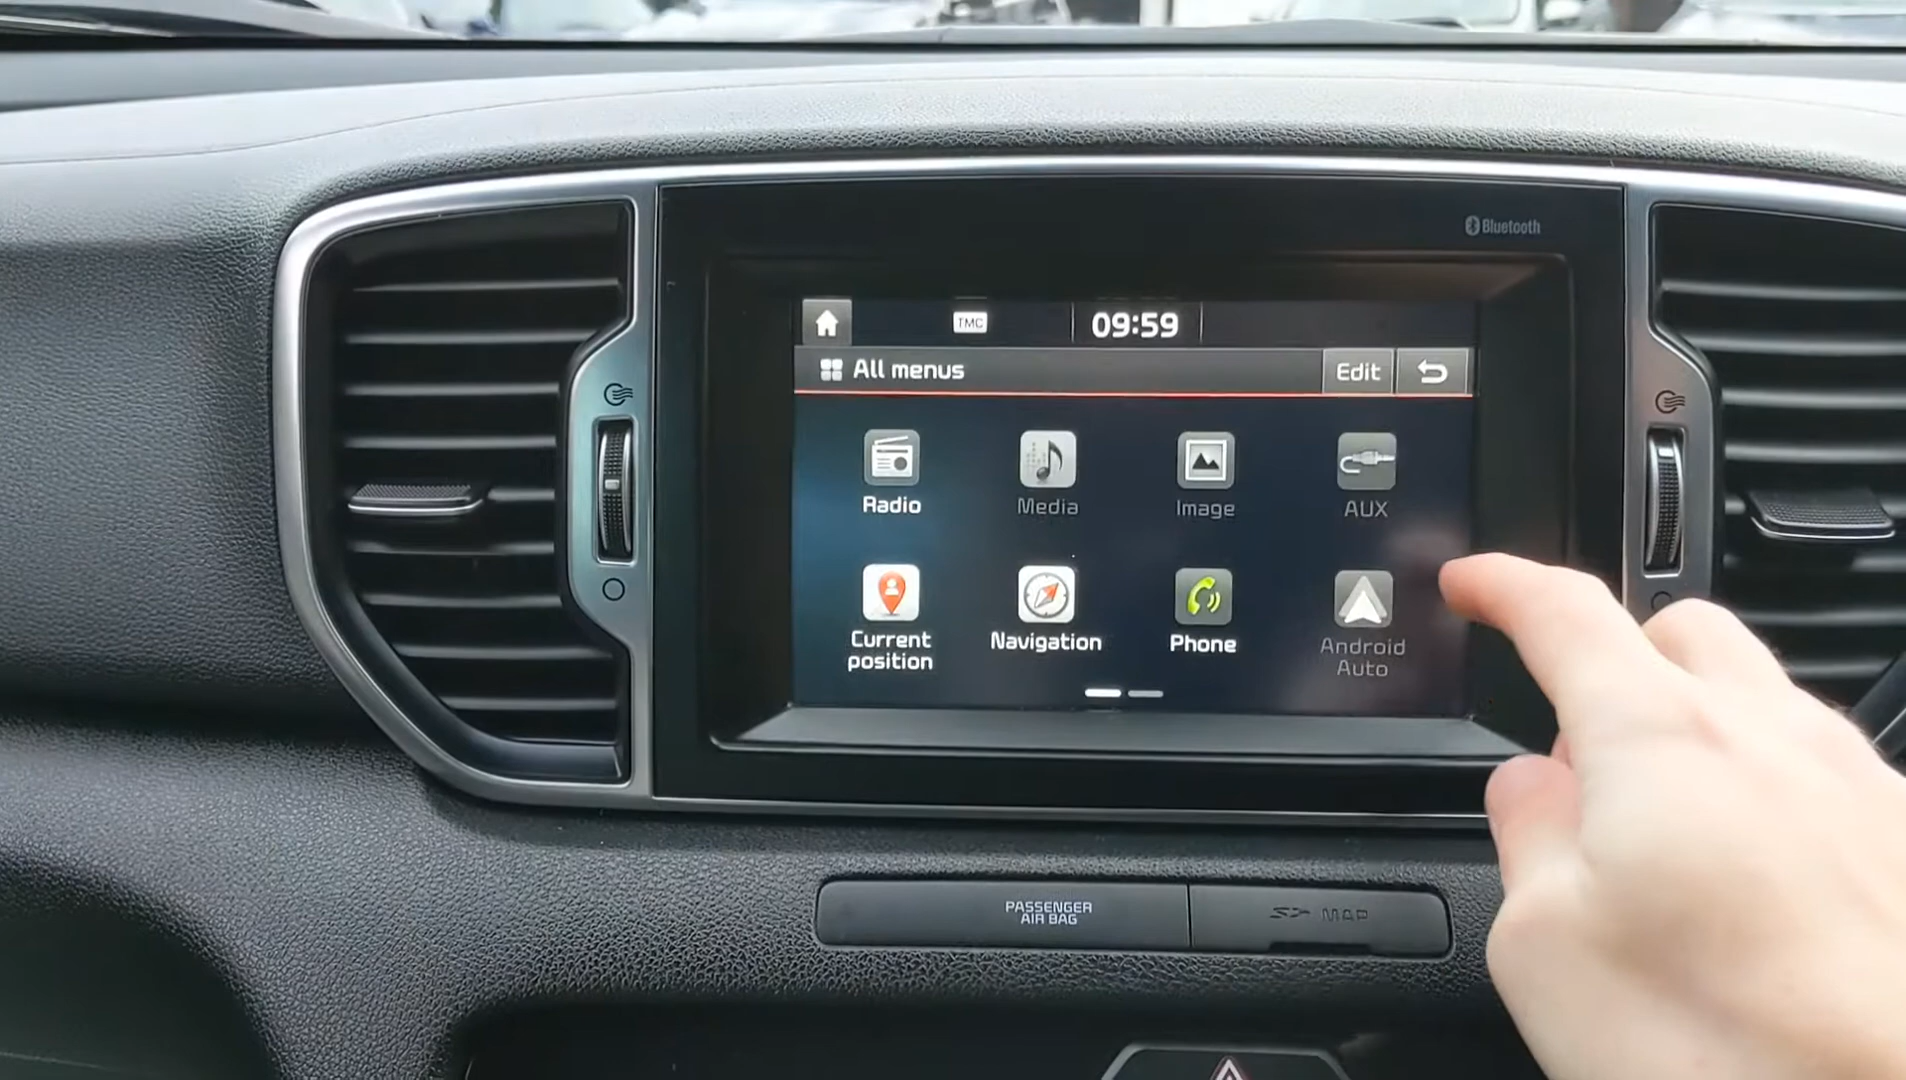 Bluetooth
TMC
09:59
All menus
Edit
Radio
Media
Image
AUX
Current
position
Navigation
Phone
Android
Auto
PASSENGER
AIR BAG
MAP